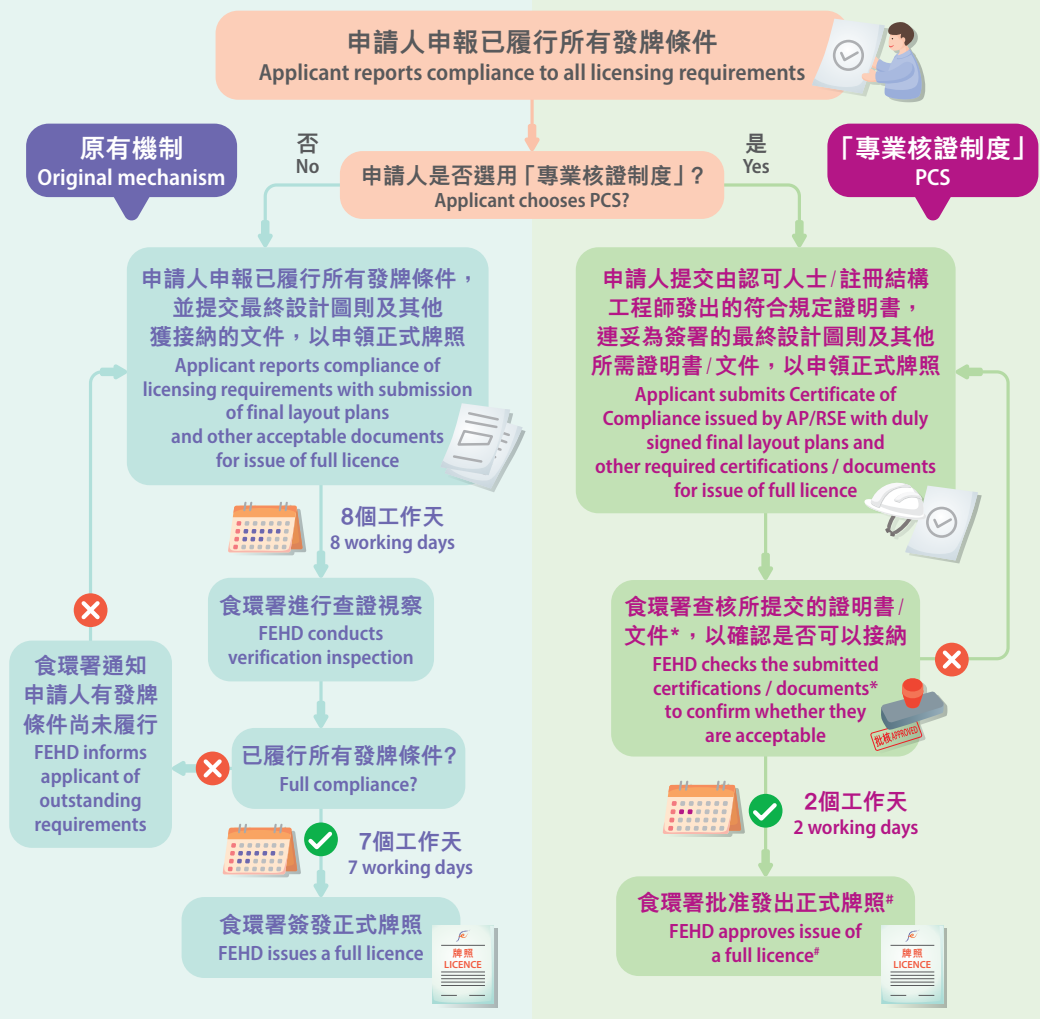 申請人申報已履行所有發牌條件
Applicant reports compliance to all licensing requirements
原有機制
Original mechanism
否
No
申請人是否選用「專業核證制度」？
Applicant chooses PCS?
是
Yes
「專業核證制度」
PCS
申請人申報已履行所有發牌條件，
並提交最終設計圖則及其他
獲接納的文件，以申領正式牌照
Applicant reports compliance of
licensing requirements with submission
of final layout plans
and other acceptable documents
for issue of full licence
8個工作天
8 working days
食環署進行查證視察
FEHD conducts
verification inspection
已履行所有發牌條件？
Full compliance?
食環署通知
申請人有發牌
條件尚未履行
FEHD informs
applicant of
outstanding
requirements
7個工作天
7 working days
食環署簽發正式牌照
FEHD issues a full licence
牌照
LICENCE
申請人提交由認可人士/註冊結構
工程師發出的符合規定證明書，
連妥為簽署的最終設計圖則及其他
所需證明書/文件，以申領正式牌照
Applicant submits Certificate of
Compliance issued by AP/RSE with duly
signed final layout plans and
other required certifications / documents
for issue of full licence
食環署查核所提交的證明書/
文件*，以確認是否可以接納
FEHD checks the submitted
certifications / documents*
to confirm whether they
are acceptable
批核APPROVED
2個工作天
2 working days
食環署批准發出正式牌照#
FEHD approves issue of
a full licence#
牌照
LICENCE